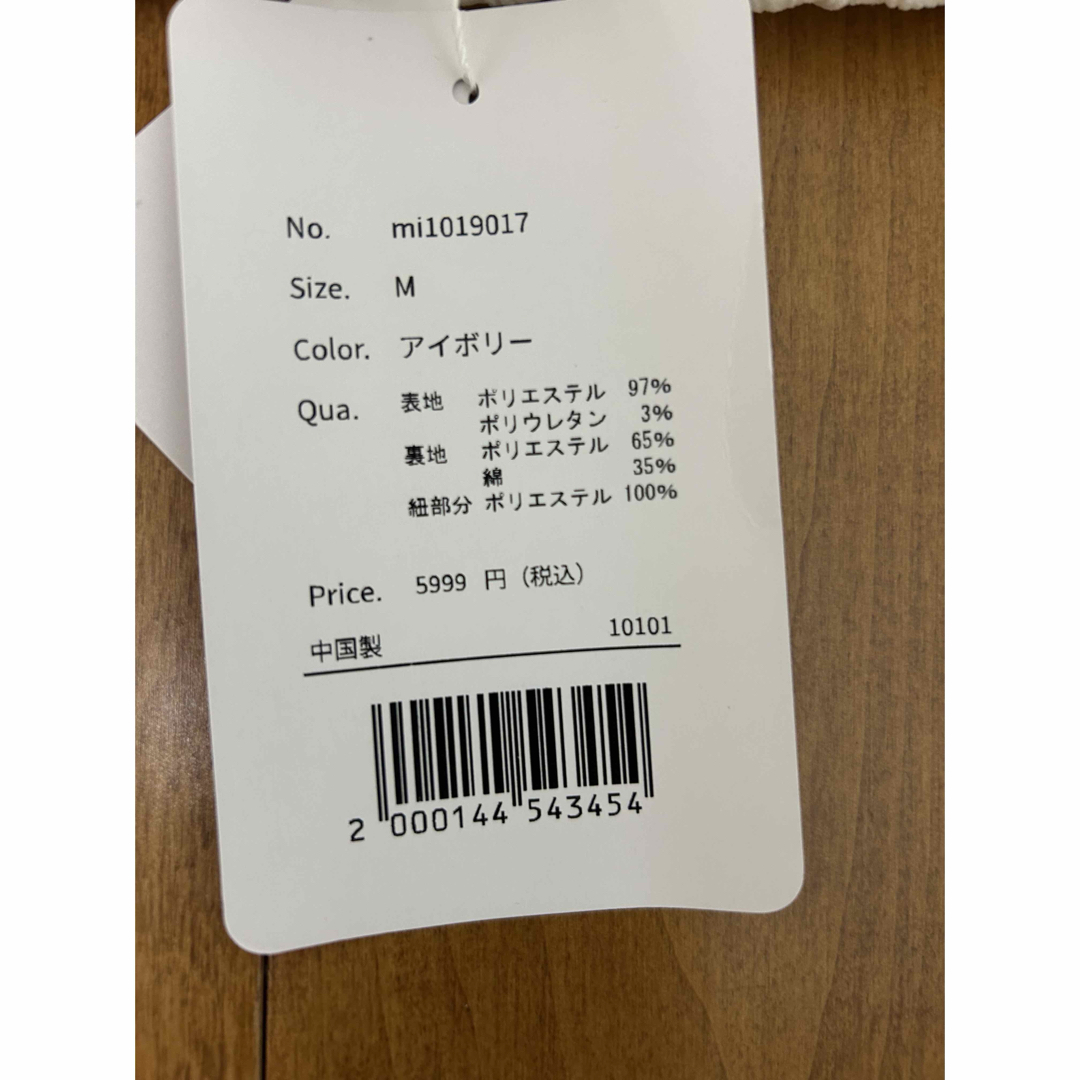 No. mi1019017
Size. M
Color. アイボリー
Qua. 表地 ポリエステル 97%
ポリウレタン 3%
裏地 ポリエステル 65%
綿 35%
紐部分 ポリエステル 100%
Price. 5999 円（税込）
中国製 10101
2 000144 543454